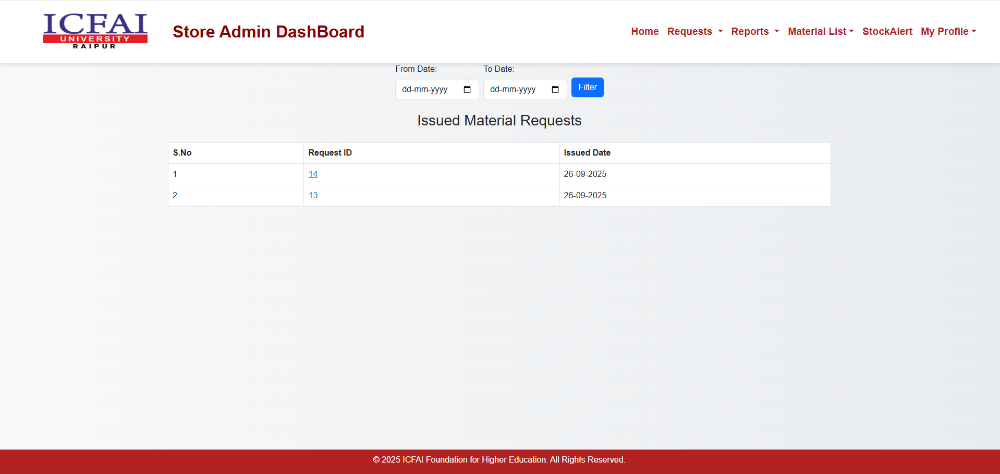 ICFAI
UNIVERSITY
RAIPUR
Store Admin DashBoard
Home Requests Reports Material List StockAlert My Profile
From Date: To Date:
dd-mm-yyyy dd-mm-yyyy Filter
Issued Material Requests
S.No Request ID Issued Date
1 14 26-09-2025
2 13 26-09-2025
© 2025 ICFAI Foundation for Higher Education. All Rights Reserved.